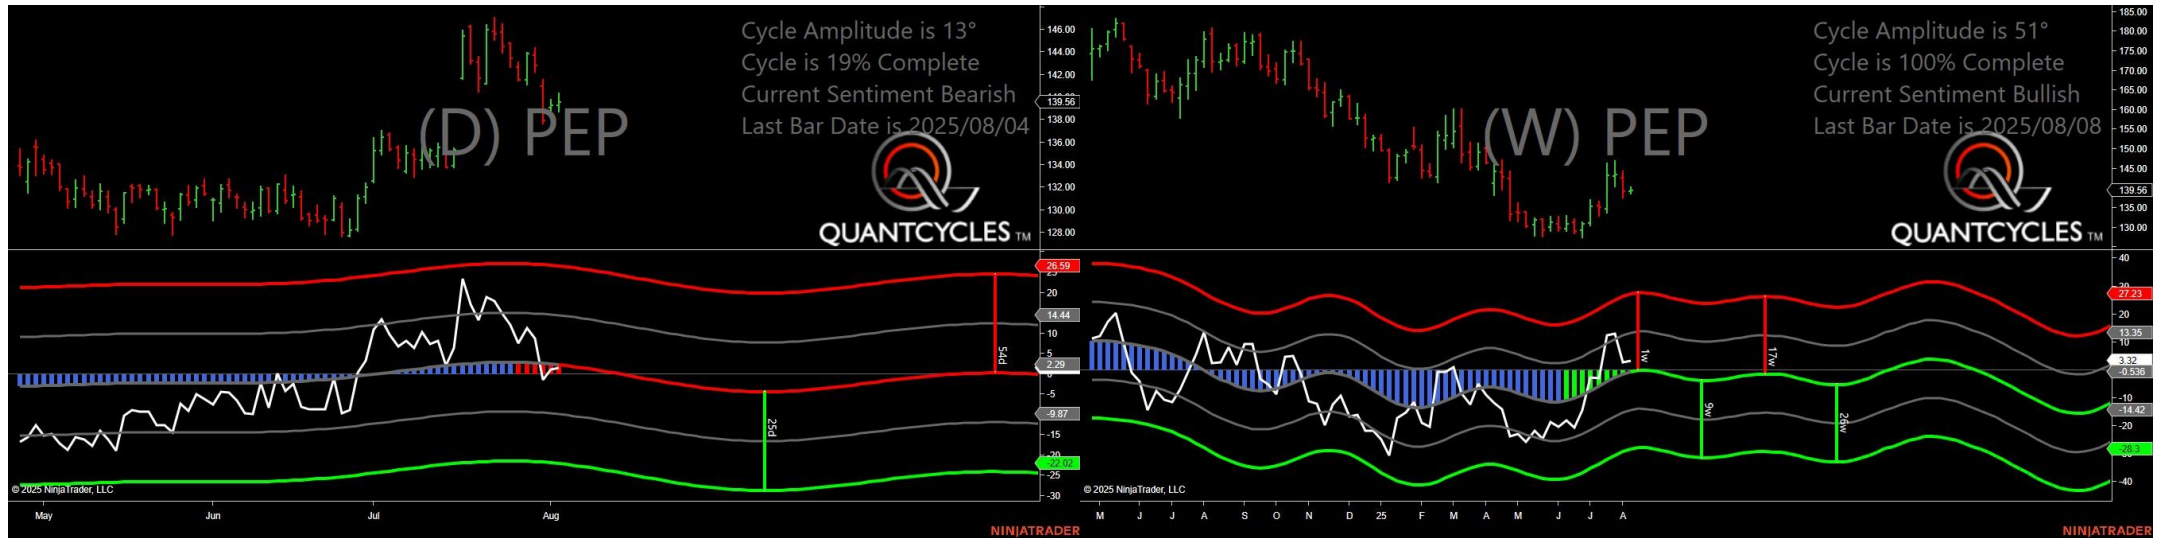 Cycle Amplitude is 13°
Cycle is 19% Complete
Current Sentiment Bearish
Last Bar Date is 2025/08/04
(D) PEP
QUANTCYCLES TM
146.00
144.00
142.00
139.56
138.00
136.00
134.00
132.00
130.00
128.00
26.59
20
14.44
10
5
2.29
-5
-9.87
-15
-22.02
-25
-30
54d
25d
© 2025 NinjaTrader, LLC
May Jun Jul Aug
NINJATRADER
Cycle Amplitude is 51°
Cycle is 100% Complete
Current Sentiment Bullish
Last Bar Date is 2025/08/08
(W) PEP
QUANTCYCLES TM
185.00
180.00
175.00
170.00
165.00
160.00
155.00
150.00
145.00
139.56
135.00
130.00
40
27.23
20
13.35
10
3.32
-0.536
-10
-14.42
-20
-28.3
-40
1w
17w
9w
26w
© 2025 NinjaTrader, LLC
M J J A S O N D 25 F M A M J J A
NINJATRADER